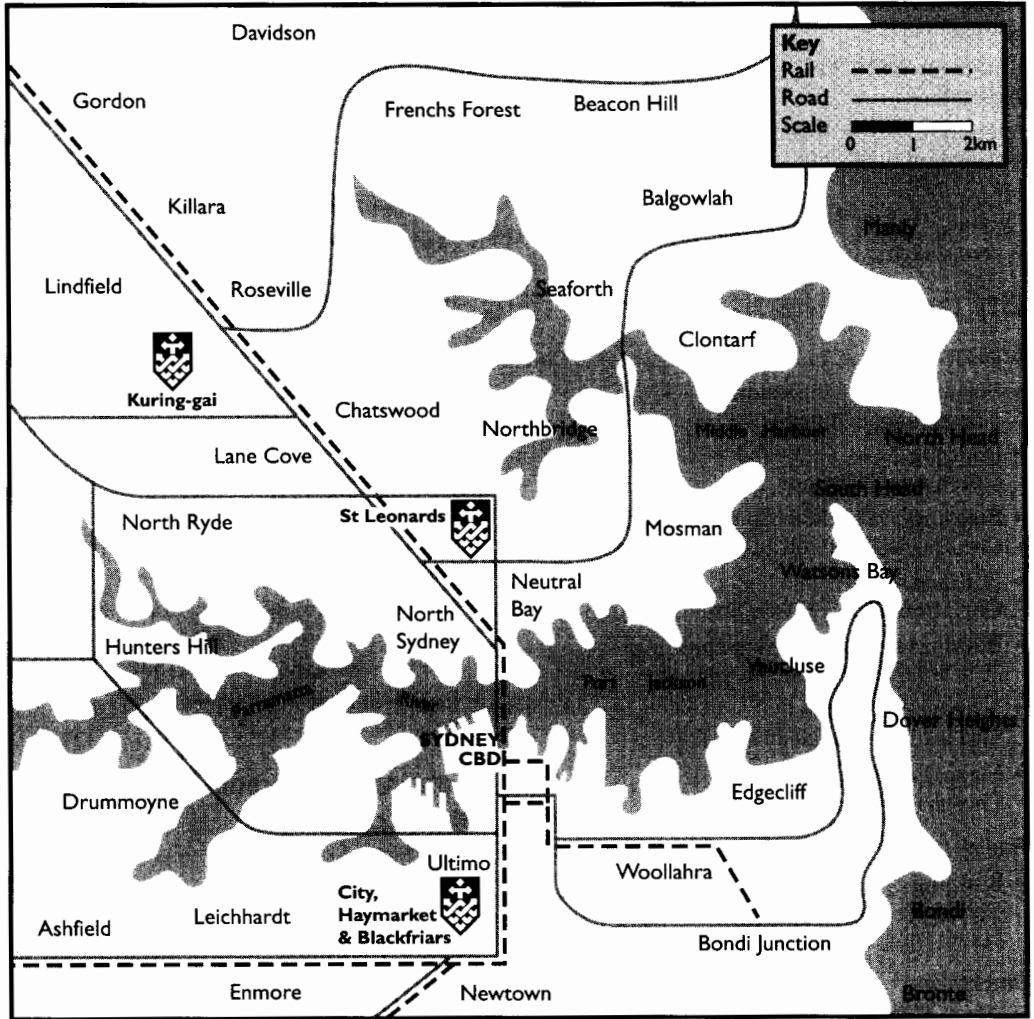 Davidson
Key
Rail
Road
Scale
0 1 2km
Gordon
Frenchs Forest
Beacon Hill
Killara
Balgowlah
Manly
Lindfield
Roseville
Seaforth
Clontarf
Kuring-gai
Chatswood
Northbridge
Middle Harbour
North Head
Lane Cove
South Head
North Ryde
St Leonards
Mosman
Watsons Bay
Neutral
Bay
North
Sydney
Hunters Hill
Vaucluse
Parramatta River
Port Jackson
Dover Heights
SYDNEY
CBD
Edgecliff
Drummoyne
Ultimo
Woollahra
City,
Haymarket
& Blackfriars
Leichhardt
Ashfield
Bondi
Bondi Junction
Enmore
Newtown
Bronte